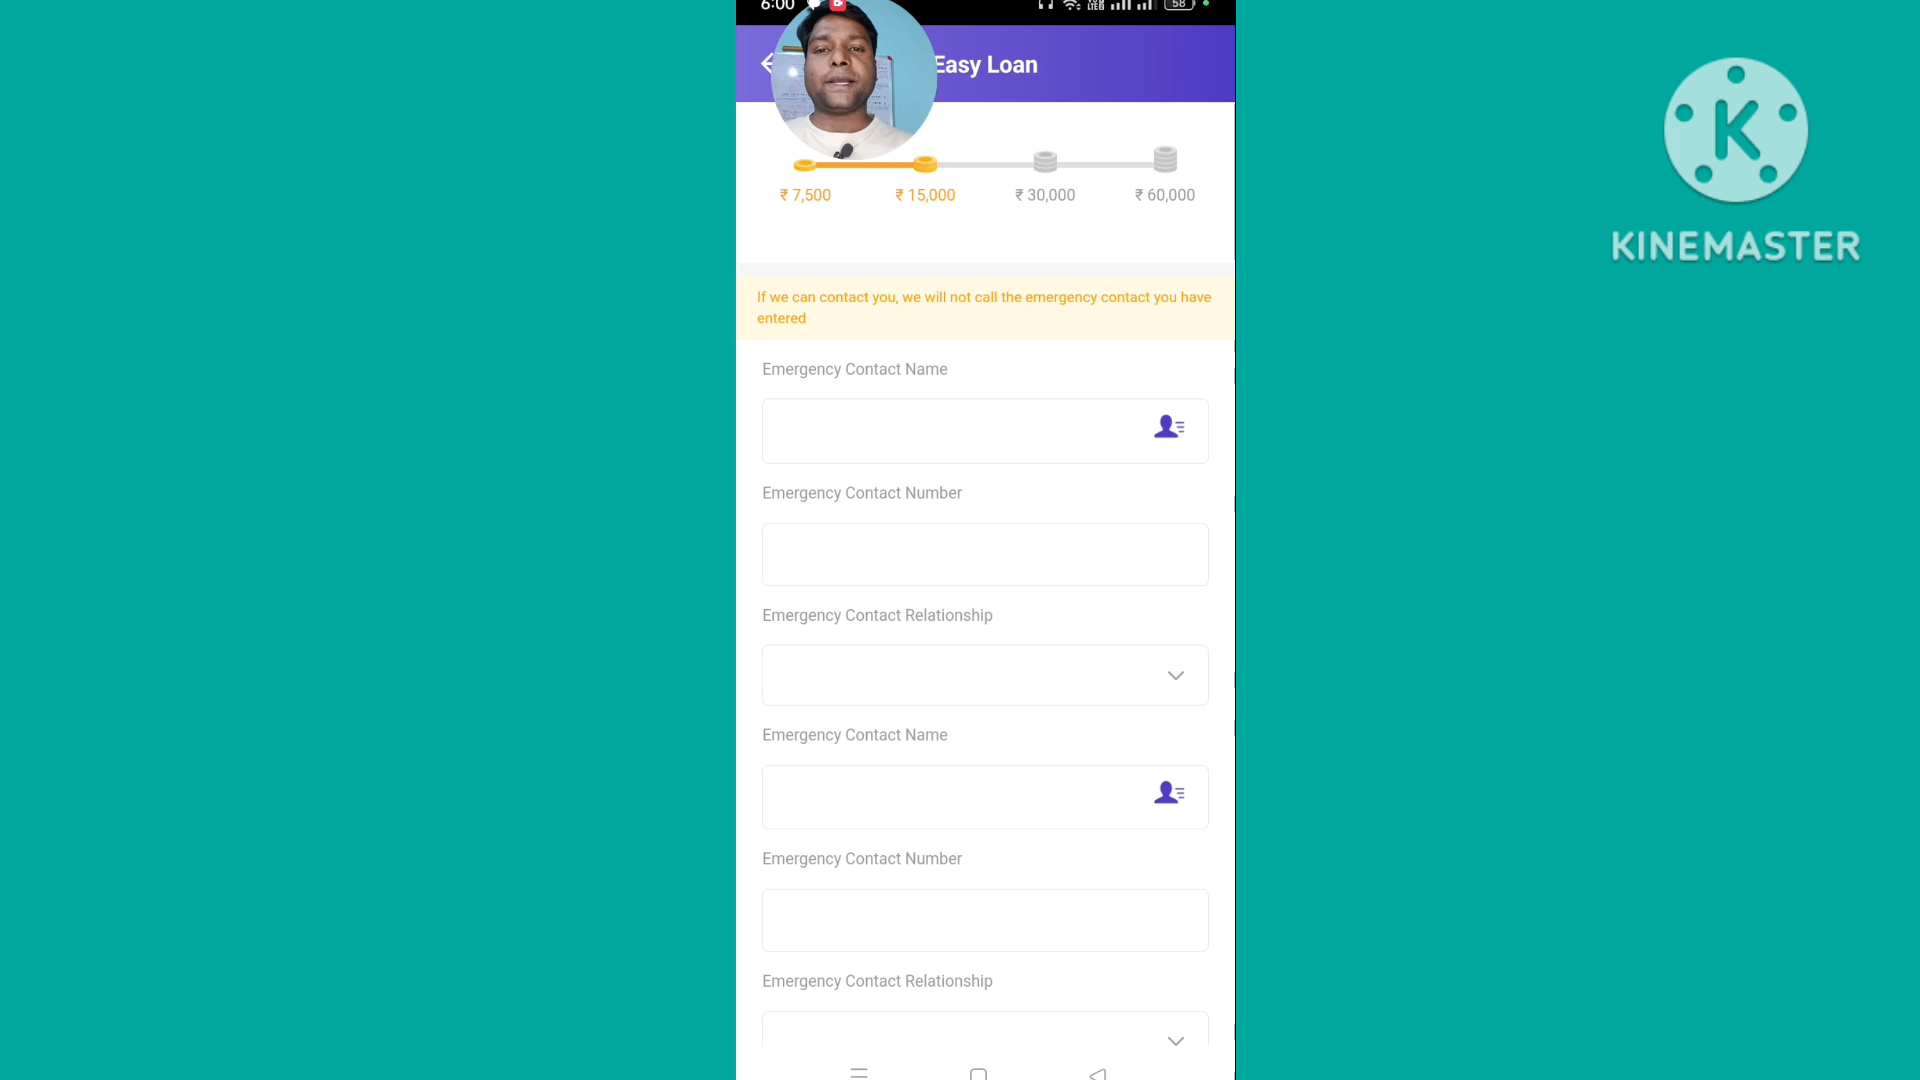 6:00
58
Easy Loan
₹ 7,500 ₹ 15,000 ₹ 30,000 ₹ 60,000
If we can contact you, we will not call the emergency contact you have
entered
Emergency Contact Name
Emergency Contact Number
Emergency Contact Relationship
Emergency Contact Name
Emergency Contact Number
Emergency Contact Relationship
K
KINEMASTER